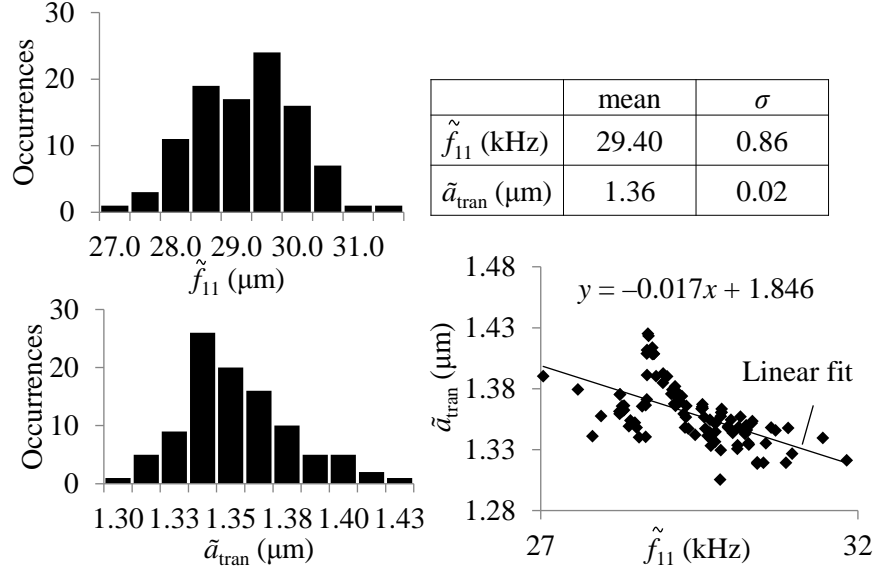 30
20
10
0
Occurrences
27.0 28.0 29.0 30.0 31.0
f̃₁₁ (μm)
mean σ
f̃₁₁ (kHz) 29.40 0.86
ã_tran (μm) 1.36 0.02
30
20
10
0
Occurrences
1.30 1.33 1.35 1.38 1.40 1.43
ã_tran (μm)
1.48
1.43
1.38
1.33
1.28
ã_tran (μm)
y = –0.017x + 1.846
Linear fit
27 32
f̃₁₁ (kHz)